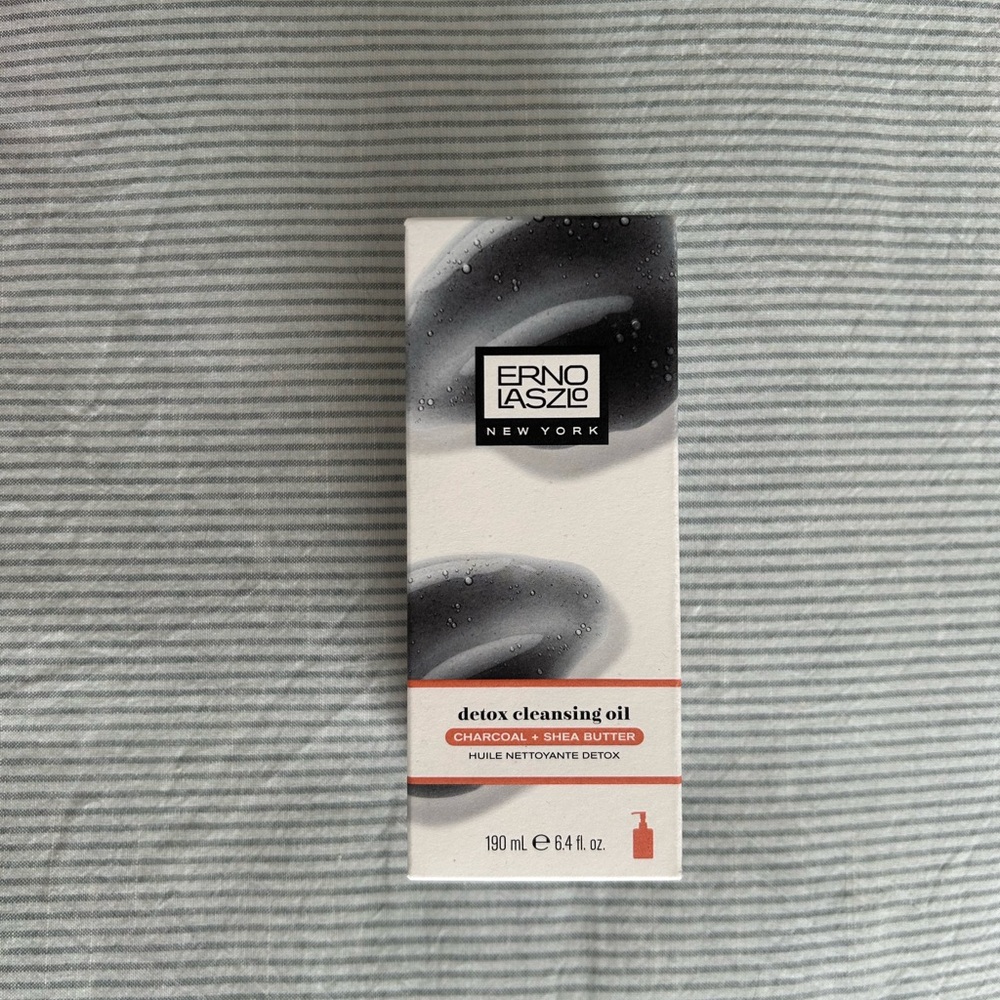 ERNO
LASZLO
NEW YORK
detox cleansing oil
CHARCOAL + SHEA BUTTER
HUILE NETTOYANTE DETOX
190 mL ℮ 6.4 fl. oz.